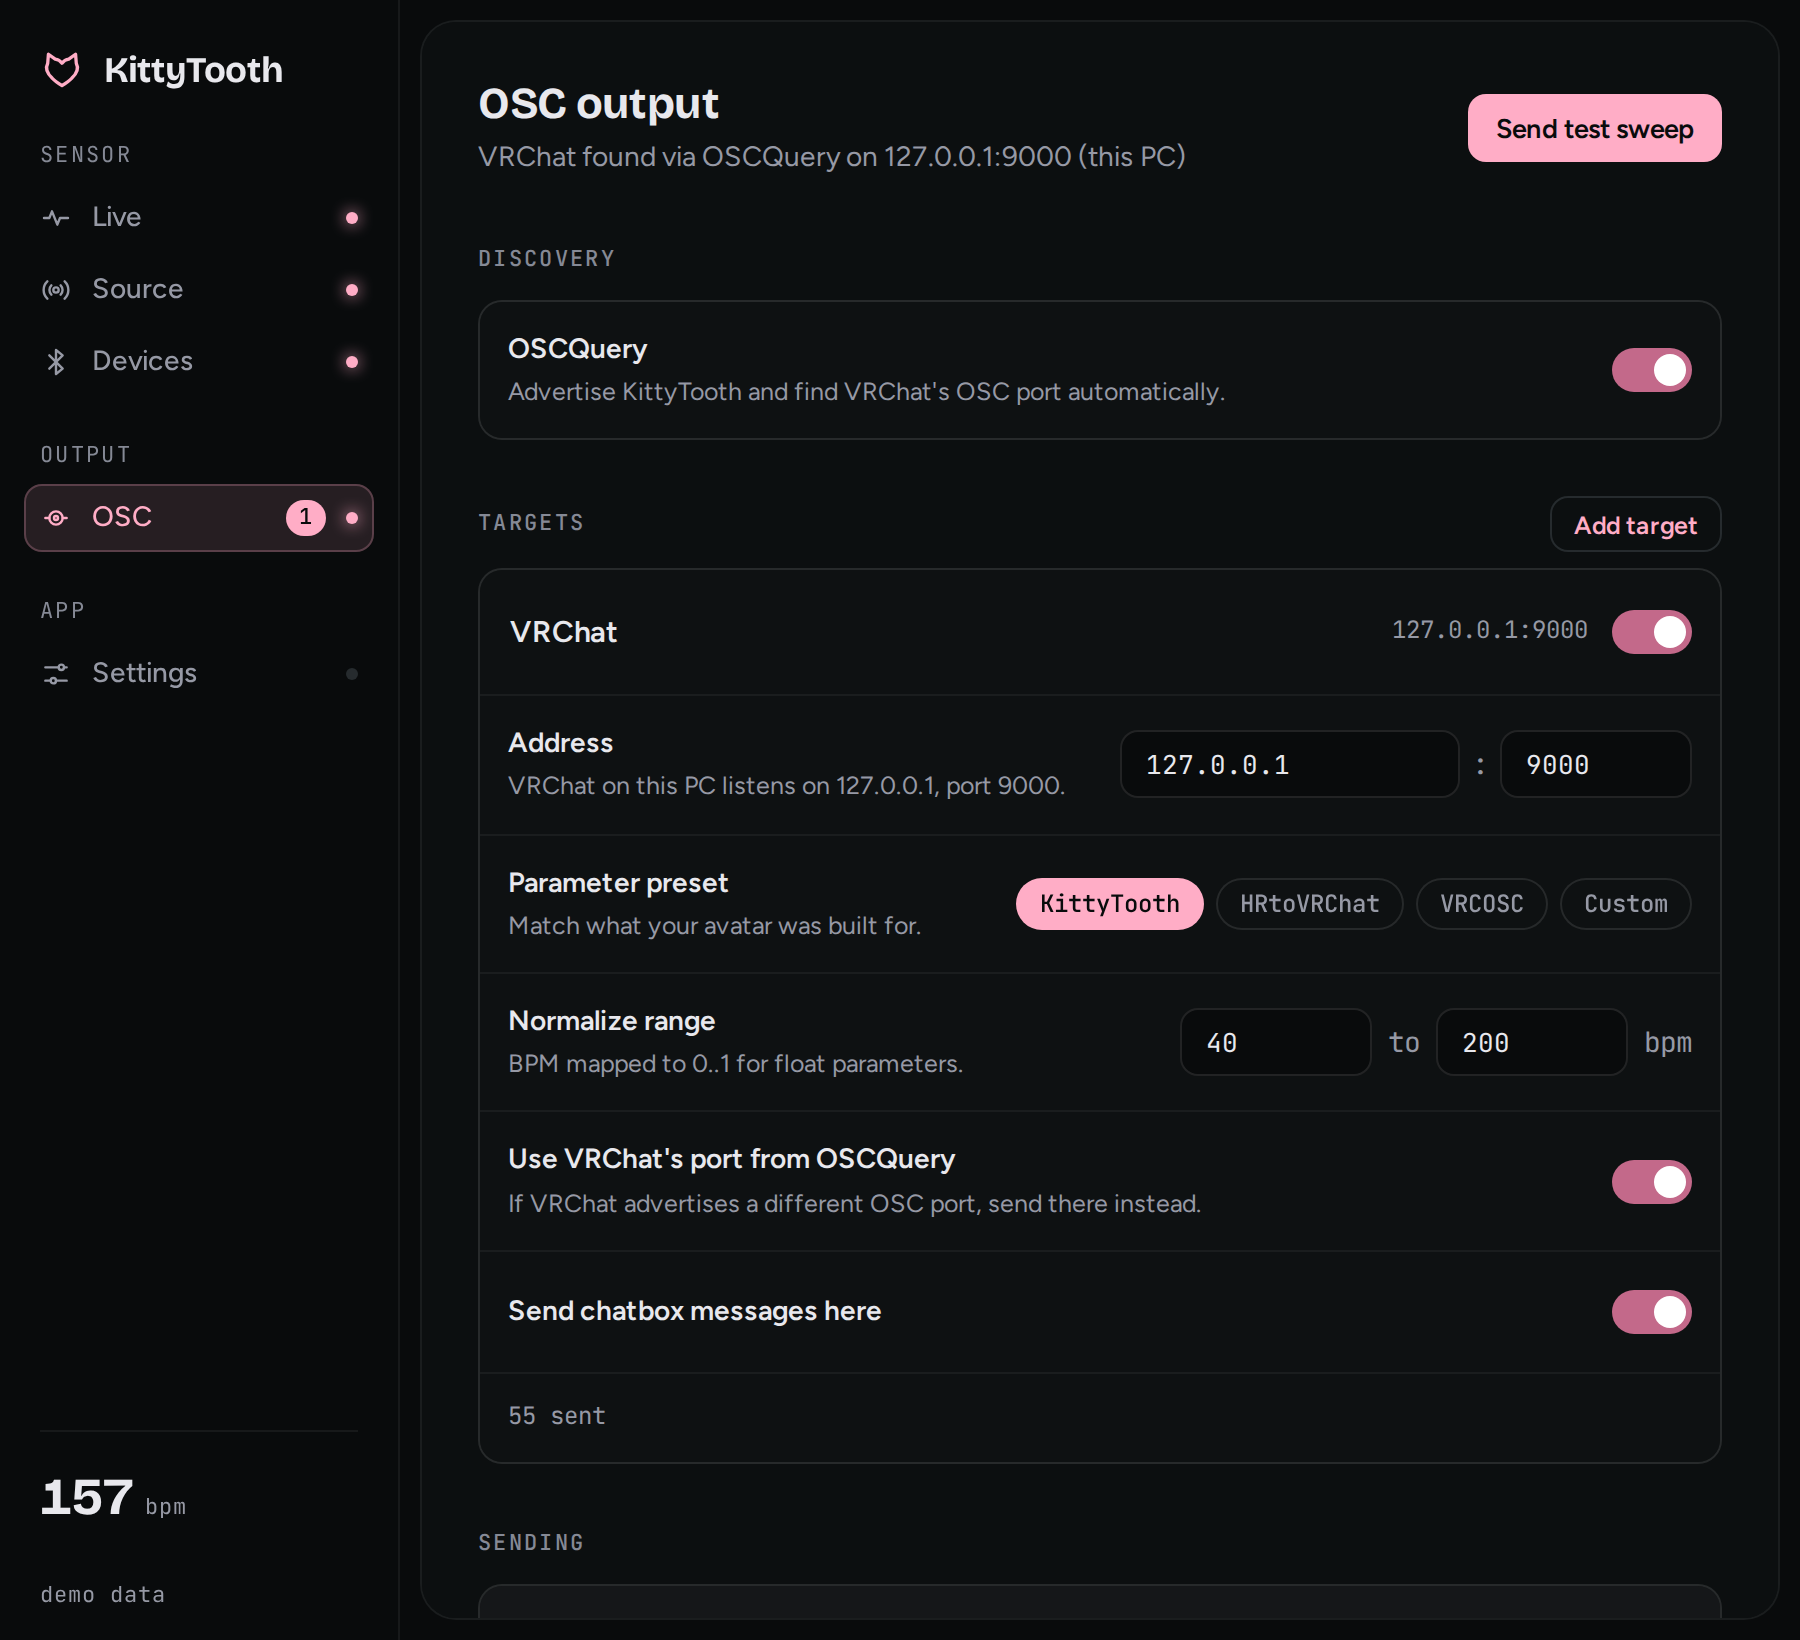 KittyTooth
SENSOR
Live
Source
Devices
OUTPUT
OSC 1
APP
Settings
157 bpm
demo data
OSC output
VRChat found via OSCQuery on 127.0.0.1:9000 (this PC)
Send test sweep
DISCOVERY
OSCQuery
Advertise KittyTooth and find VRChat's OSC port automatically.
TARGETS
Add target
VRChat
127.0.0.1:9000
Address
VRChat on this PC listens on 127.0.0.1, port 9000.
127.0.0.1 : 9000
Parameter preset
Match what your avatar was built for.
KittyTooth HRtoVRChat VRCOSC Custom
Normalize range
BPM mapped to 0..1 for float parameters.
40 to 200 bpm
Use VRChat's port from OSCQuery
If VRChat advertises a different OSC port, send there instead.
Send chatbox messages here
55 sent
SENDING